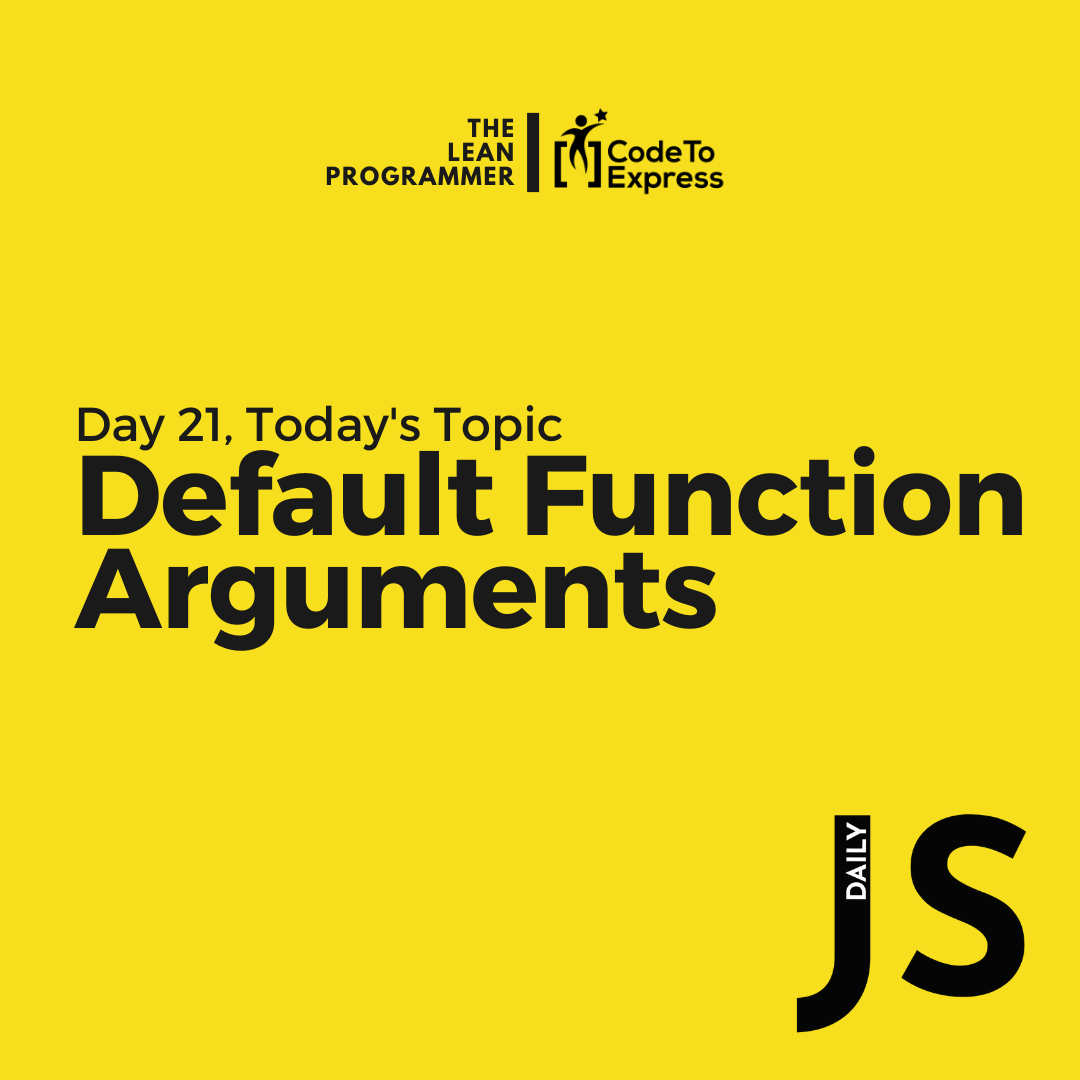 THE
LEAN
PROGRAMMER
CodeTo
Express
Day 21, Today's Topic
Default Function
Arguments
DAILY
JS